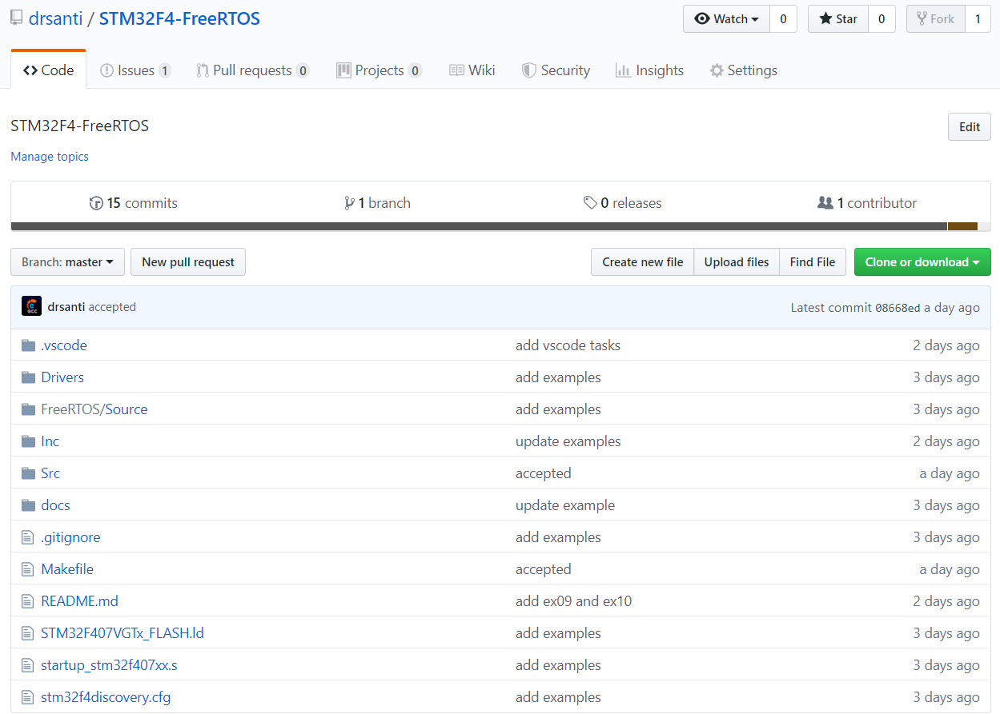 drsanti / STM32F4-FreeRTOS Watch 0 Star 0 Fork 1
Code Issues 1 Pull requests 0 Projects 0 Wiki Security Insights Settings
STM32F4-FreeRTOS Edit
Manage topics
15 commits 1 branch 0 releases 1 contributor
Branch: master New pull request Create new file Upload files Find File Clone or download
GCC drsanti accepted Latest commit 08668ed a day ago
.vscode add vscode tasks 2 days ago
Drivers add examples 3 days ago
FreeRTOS/Source add examples 3 days ago
Inc update examples 2 days ago
Src accepted a day ago
docs update example 3 days ago
.gitignore add examples 3 days ago
Makefile accepted a day ago
README.md add ex09 and ex10 2 days ago
STM32F407VGTx_FLASH.ld add examples 3 days ago
startup_stm32f407xx.s add examples 3 days ago
stm32f4discovery.cfg add examples 3 days ago